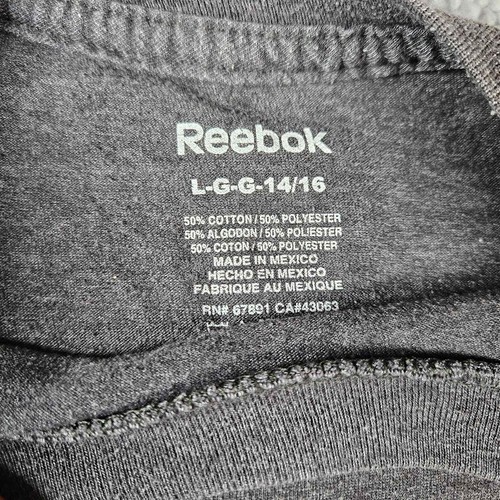 Reebok
L-G-G-14/16
50% COTTON / 50% POLYESTER
50% ALGODON / 50% POLIESTER
50% COTON / 50% POLYESTER
MADE IN MEXICO
HECHO EN MEXICO
FABRIQUE AU MEXIQUE
RN# 67891 CA#43063